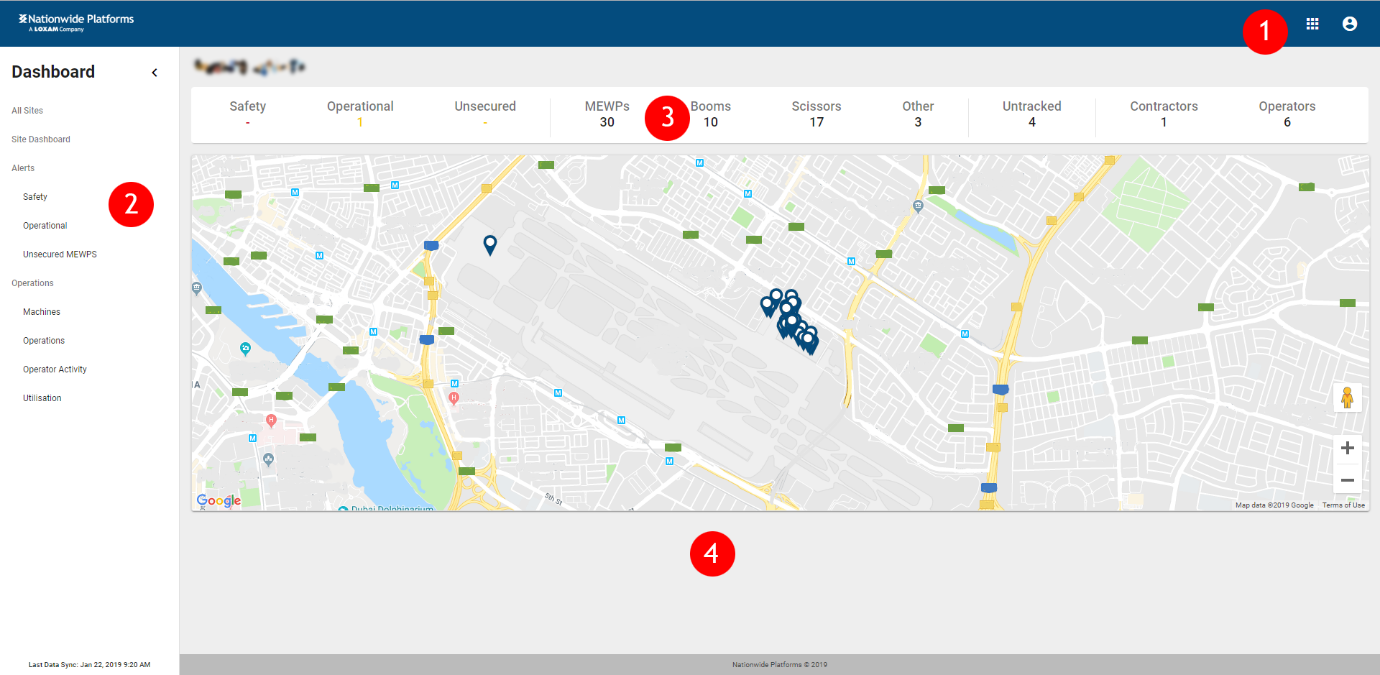 Nationwide Platforms
A LOXAM Company
1
Dashboard
All Sites
Site Dashboard
Alerts
Safety
Operational
Unsecured MEWPS
Operations
Machines
Operations
Operator Activity
Utilisation
Last Data Sync: Jan 22, 2019 9:20 AM
2
Safety Operational Unsecured MEWPs Booms Scissors Other Untracked Contractors Operators
- 1 - 30 10 17 3 4 1 6
3
M M
M M M
M
M
M M
M
M
M
M
M
H
H
5th St
Dubai Dolphinarium
Google
Map data ©2019 Google Terms of Use
4
Nationwide Platforms © 2019